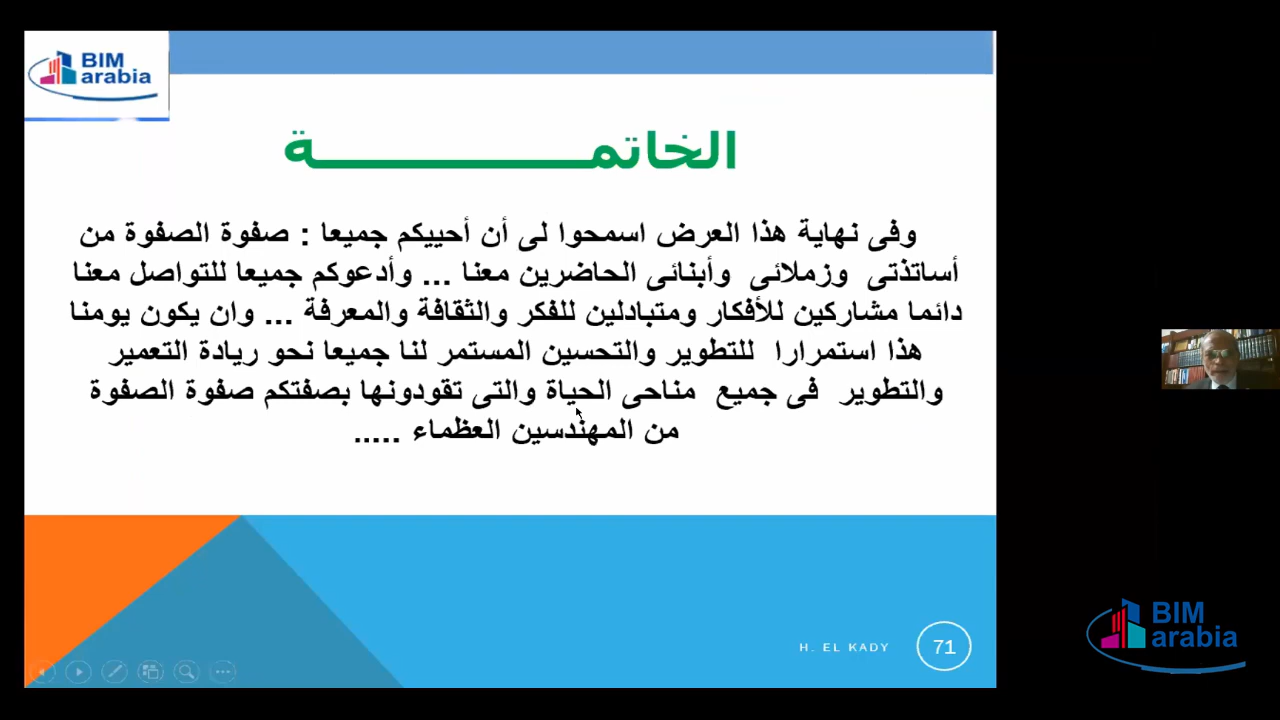 BIM
arabia
الخاتمـــــــــــــــــــــة
وفى نهاية هذا العرض اسمحوا لى أن أحييكم جميعا : صفوة الصفوة من
أساتذتى وزملائى وأبنائى الحاضرين معنا ... وأدعوكم جميعا للتواصل معنا
دائما مشاركين للأفكار ومتبادلين للفكر والثقافة والمعرفة ... وان يكون يومنا
هذا استمرارا للتطوير والتحسين المستمر لنا جميعا نحو ريادة التعمير
والتطوير فى جميع مناحى الحياة والتى تقودونها بصفتكم صفوة الصفوة
من المهندسين العظماء .....
H. EL KADY
71
BIM
arabia